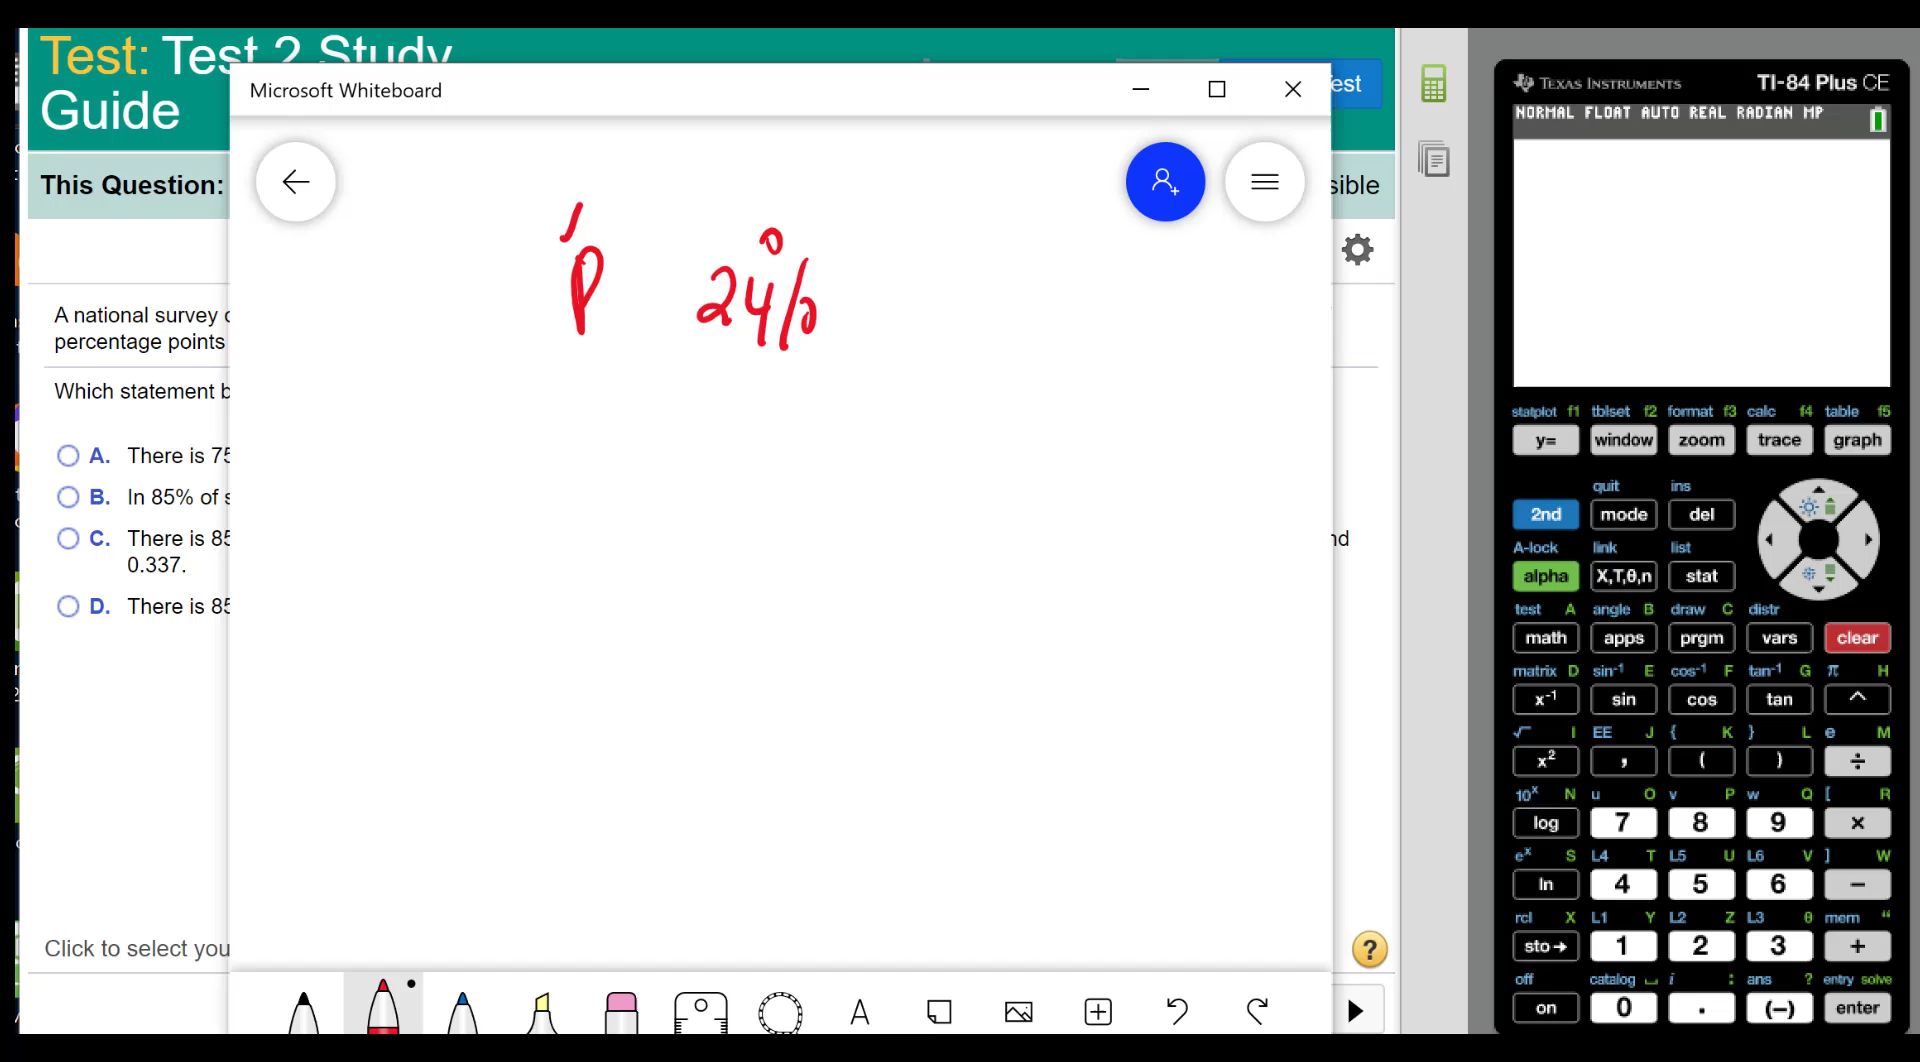 Test: Test 2 Study
Guide
This Question:
sible
est
A national survey
percentage points
Which statement
A. There is 75
B. In 85% of
C. There is 85
nd
0.337.
D. There is 85
Click to select you
?
Microsoft Whiteboard
P 24%
A
TEXAS INSTRUMENTS TI-84 Plus CE
NORMAL FLOAT AUTO REAL RADIAN MP
statplot f1 tblset f2 format f3 calc f4 table f5
y= window zoom trace graph
quit ins
2nd mode del
A-lock link list
alpha X,T,θ,n stat
test A angle B draw C distr
math apps prgm vars clear
matrix D sin-1 E cos-1 F tan-1 G π H
x-1 sin cos tan ^
√ I EE J { K } L e M
x2 , ( ) ÷
10x N u O v P w Q [ R
log 7 8 9 ×
ex S L4 T L5 U L6 V ] W
ln 4 5 6 −
rcl X L1 Y L2 Z L3 θ mem "
sto→ 1 2 3 +
off catalog ⎵ i : ans ? entry solve
on 0 . (−) enter